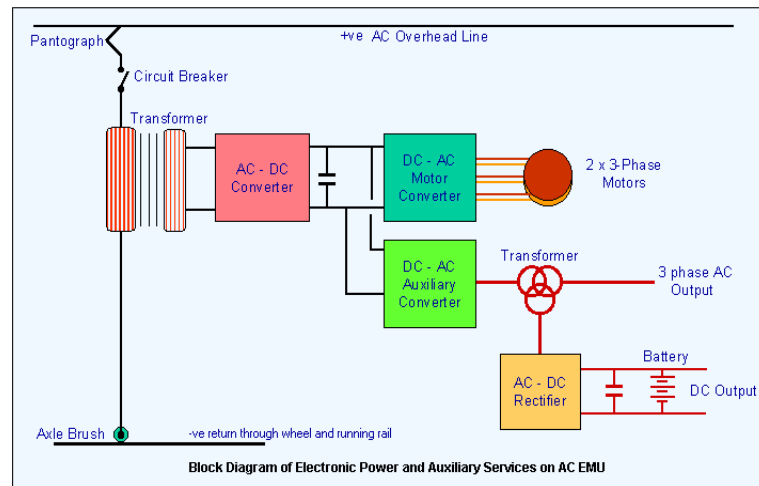 +ve AC Overhead Line
Pantograph
Circuit Breaker
Transformer
AC - DC
Converter
DC - AC
Motor
Converter
2 x 3-Phase
Motors
DC - AC
Auxiliary
Converter
Transformer
3 phase AC
Output
AC - DC
Rectifier
Battery
DC Output
Axle Brush
-ve return through wheel and running rail
Block Diagram of Electronic Power and Auxiliary Services on AC EMU